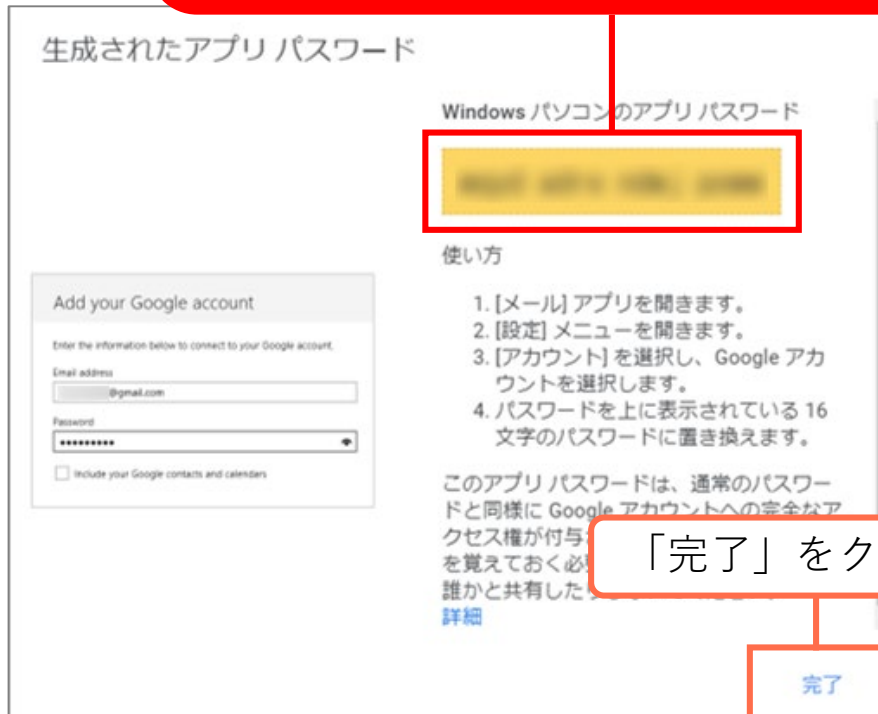 生成されたアプリ パスワード
Windows パソコンのアプリ パスワード
使い方
1. [メール] アプリを開きます。
2. [設定] メニューを開きます。
3. [アカウント] を選択し、Google アカ
ウントを選択します。
4. パスワードを上に表示されている 16
文字のパスワードに置き換えます。
このアプリ パスワードは、通常のパスワー
ドと同様に Google アカウントへの完全なア
クセス権が付与
を覚えておく必
誰かと共有した
詳細
「完了」をク
完了
Add your Google account
Enter the information below to connect to your Google account.
Email address
@gmail.com
Password
•••••••••
Include your Google contacts and calendars